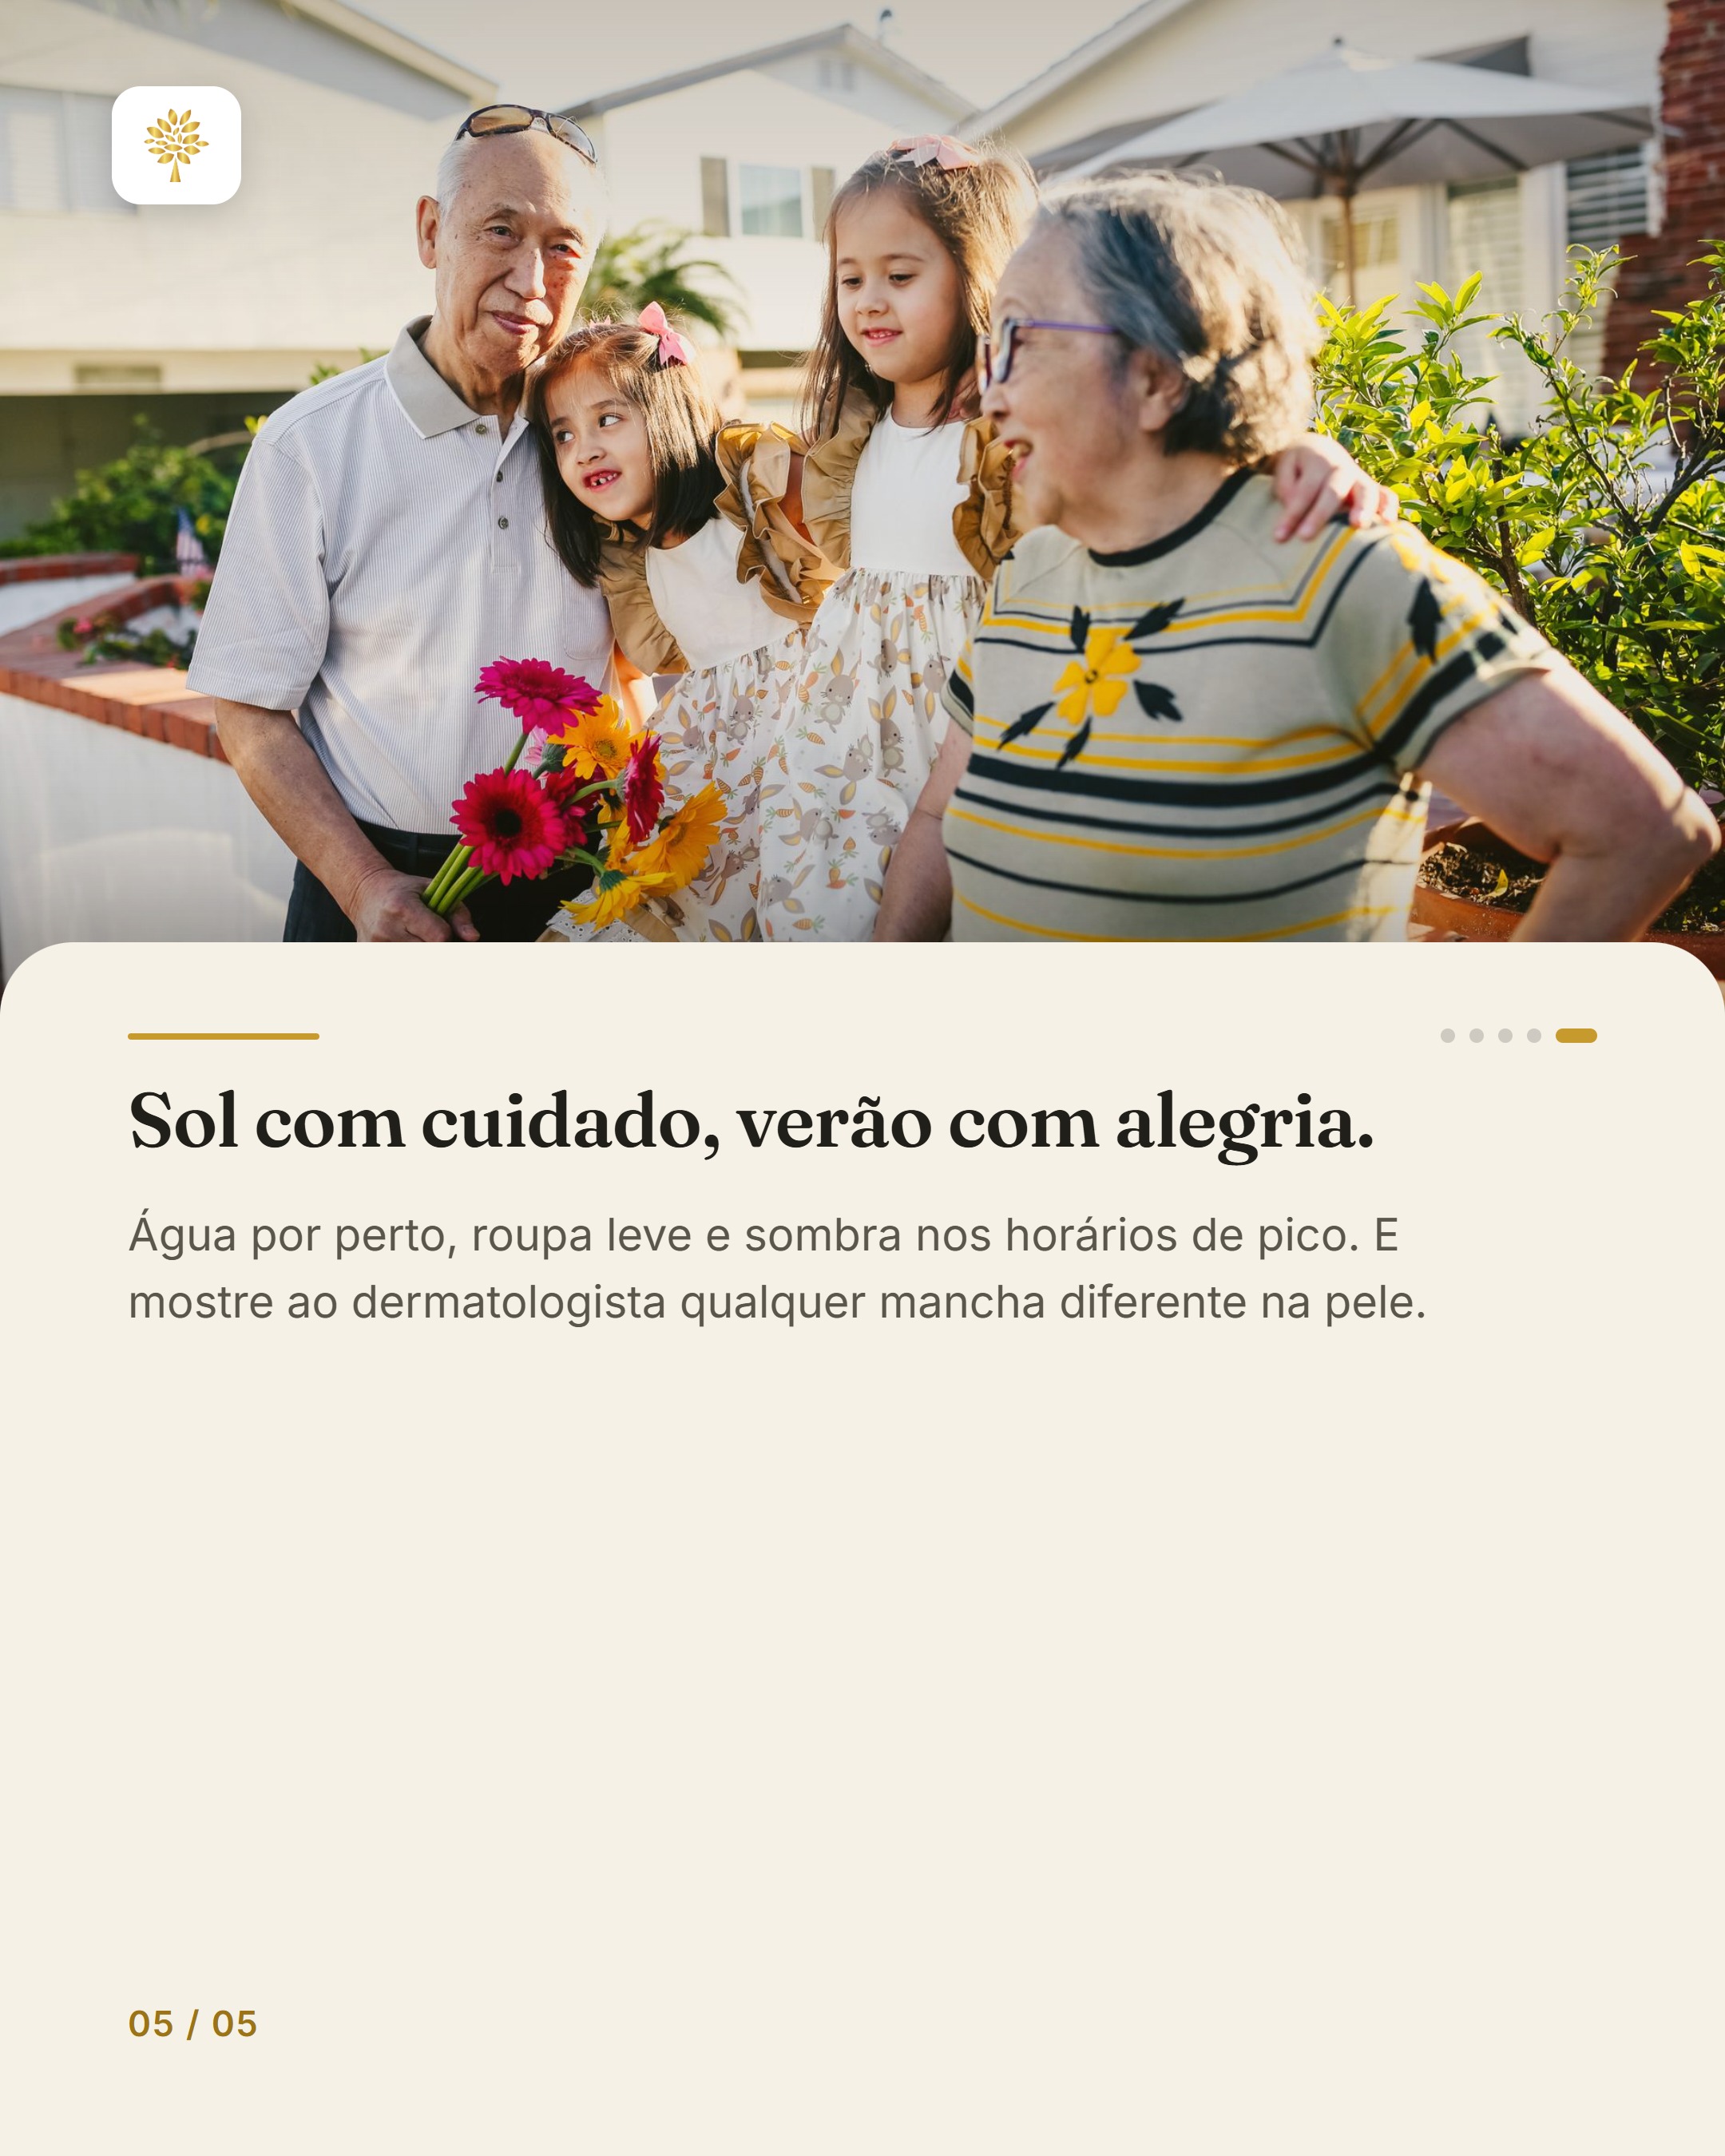 Sol com cuidado, verão com alegria.
Água por perto, roupa leve e sombra nos horários de pico. E
mostre ao dermatologista qualquer mancha diferente na pele.
05 / 05